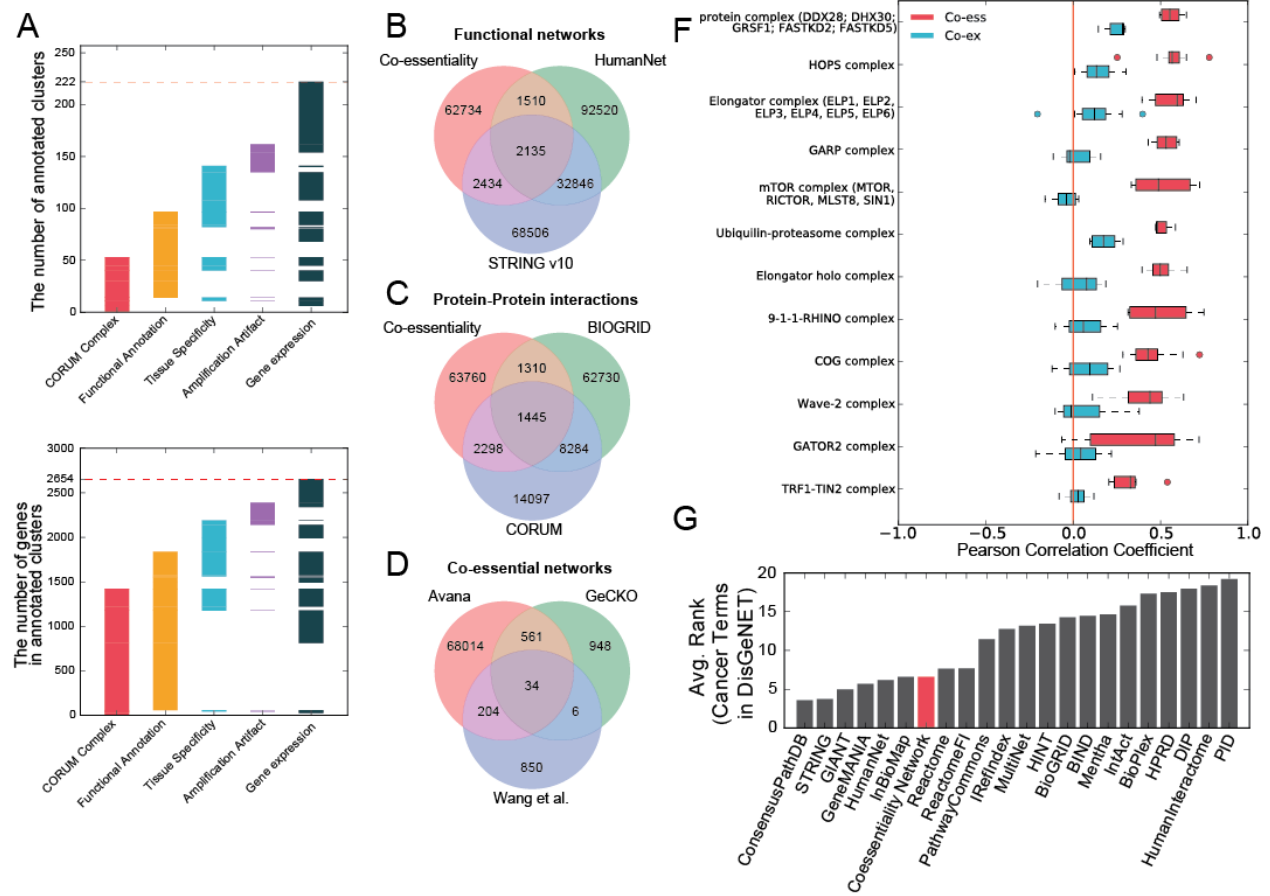 A
The number of annotated clusters
250
222
200
150
100
50
0
CORUM Complex
Functional Annotation
Tissue Specificity
Amplification Artifact
Gene expression
The number of genes
in annotated clusters
3000
2654
2500
2000
1500
1000
500
0
CORUM Complex
Functional Annotation
Tissue Specificity
Amplification Artifact
Gene expression
B
Functional networks
Co-essentiality
HumanNet
62734
1510
92520
2135
2434
32846
68506
STRING v10
C
Protein-Protein interactions
Co-essentiality
BIOGRID
63760
1310
62730
1445
2298
8284
14097
CORUM
D
Co-essential networks
Avana
GeCKO
68014
561
948
34
204
6
850
Wang et al.
F
Co-ess
Co-ex
protein complex (DDX28; DHX30;
GRSF1; FASTKD2; FASTKD5)
HOPS complex
Elongator complex (ELP1, ELP2,
ELP3, ELP4, ELP5, ELP6)
GARP complex
mTOR complex (MTOR,
RICTOR, MLST8, SIN1)
Ubiquilin-proteasome complex
Elongator holo complex
9-1-1-RHINO complex
COG complex
Wave-2 complex
GATOR2 complex
TRF1-TIN2 complex
−1.0
−0.5
0.0
0.5
1.0
Pearson Correlation Coefficient
G
Avg. Rank
(Cancer Terms
in DisGeNET)
20
15
10
5
0
ConsensusPathDB
STRING
GIANT
GeneMANIA
HumanNet
InBioMap
Coessentiality Network
Reactome
ReactomeFI
PathwayCommons
IRefIndex
MultiNet
HINT
BioGRID
BIND
Mentha
IntAct
BioPlex
HPRD
DIP
HumanInteractome
PID